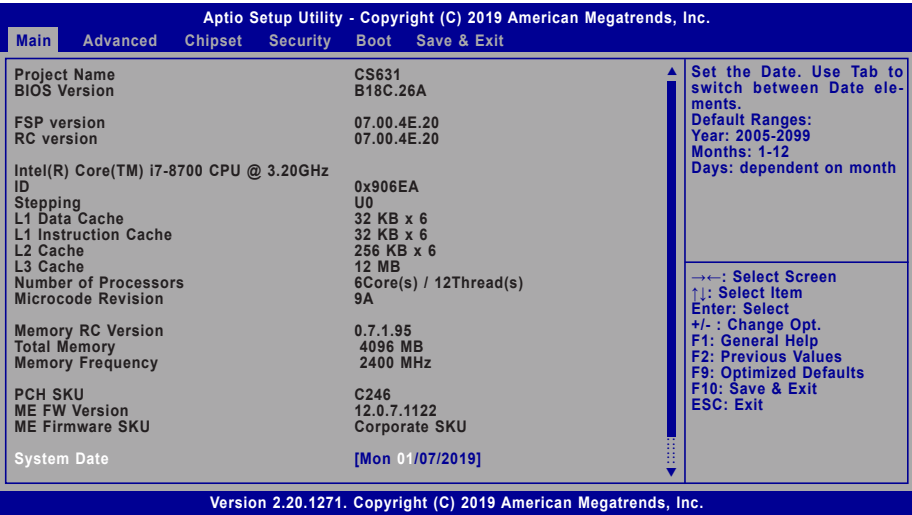 Aptio Setup Utility - Copyright (C) 2019 American Megatrends, Inc.
Main Advanced Chipset Security Boot Save & Exit
Project Name CS631
BIOS Version B18C.26A
FSP version 07.00.4E.20
RC version 07.00.4E.20
Intel(R) Core(TM) i7-8700 CPU @ 3.20GHz
ID 0x906EA
Stepping U0
L1 Data Cache 32 KB x 6
L1 Instruction Cache 32 KB x 6
L2 Cache 256 KB x 6
L3 Cache 12 MB
Number of Processors 6Core(s) / 12Thread(s)
Microcode Revision 9A
Memory RC Version 0.7.1.95
Total Memory 4096 MB
Memory Frequency 2400 MHz
PCH SKU C246
ME FW Version 12.0.7.1122
ME Firmware SKU Corporate SKU
System Date [Mon 01/07/2019]
Set the Date. Use Tab to
switch between Date ele-
ments.
Default Ranges:
Year: 2005-2099
Months: 1-12
Days: dependent on month
→←: Select Screen
↑↓: Select Item
Enter: Select
+/- : Change Opt.
F1: General Help
F2: Previous Values
F9: Optimized Defaults
F10: Save & Exit
ESC: Exit
Version 2.20.1271. Copyright (C) 2019 American Megatrends, Inc.